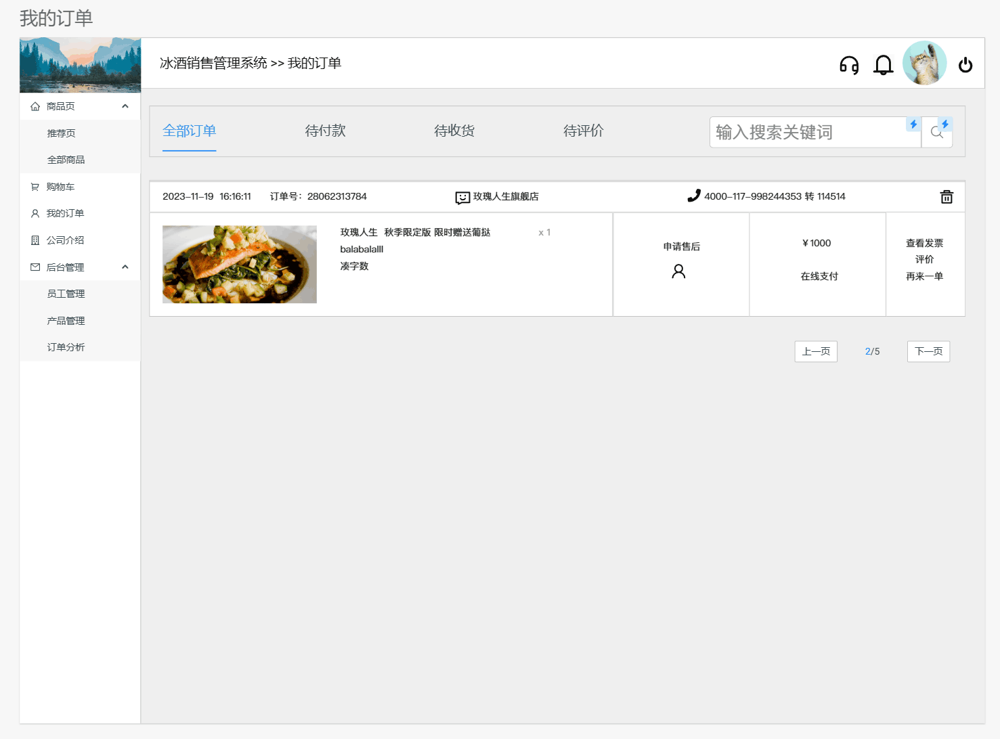 我的订单
冰酒销售管理系统 >> 我的订单
商品页
推荐页
全部商品
购物车
我的订单
公司介绍
后台管理
员工管理
产品管理
订单分析
全部订单 待付款 待收货 待评价 输入搜索关键词
2023-11-19 16:16:11 订单号：28062313784 玫瑰人生旗舰店 4000-117-998244353 转 114514
玫瑰人生 秋季限定版 限时赠送葡挞 x 1
balabalalll
凑字数
申请售后
¥1000
在线支付
查看发票
评价
再来一单
上一页 2/5 下一页